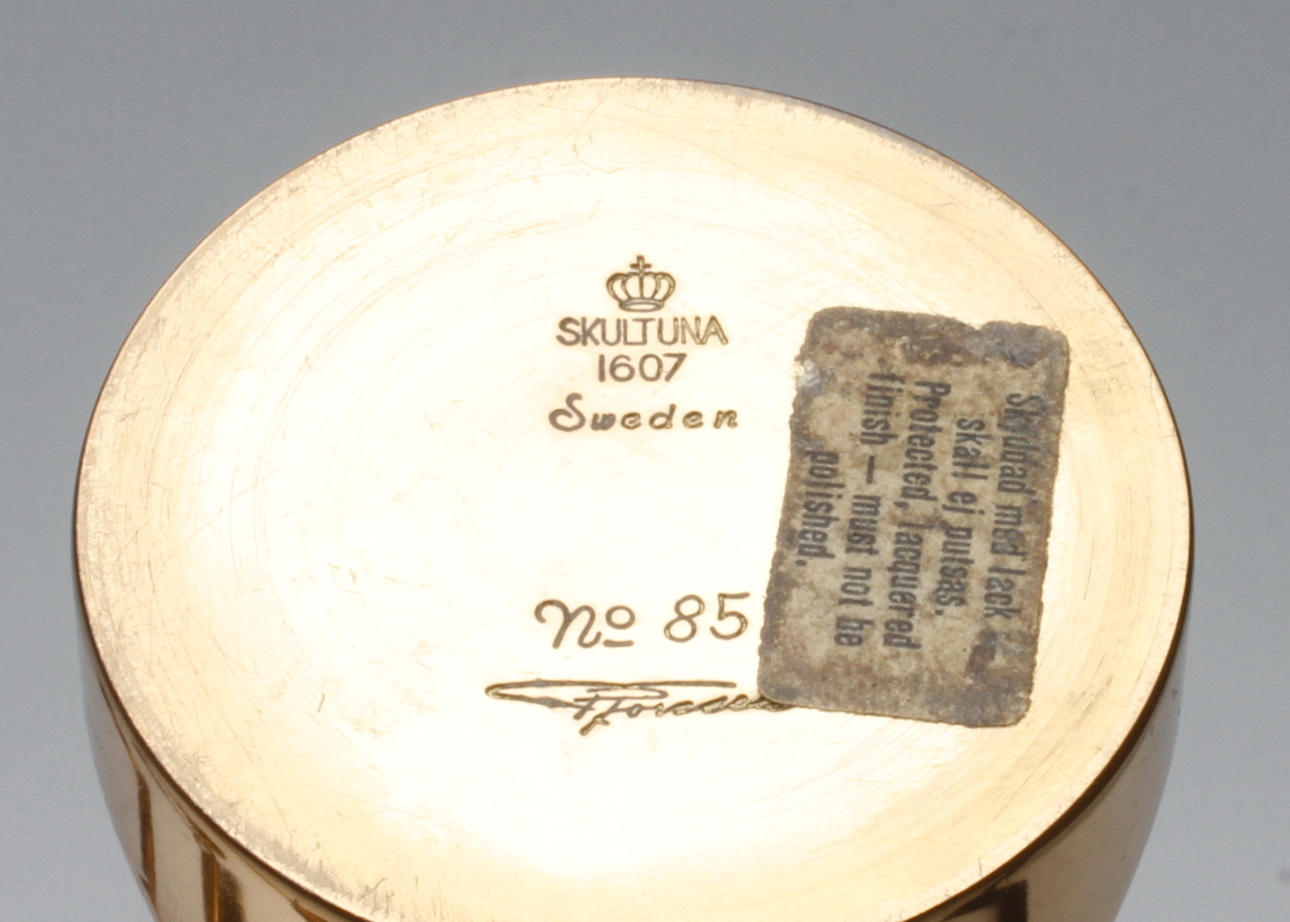 SKULTUNA
1607
Sweden
No 85
Skyddad med lack –
skall ej putsas.
Protected, lacquered
finish – must not be
polished.